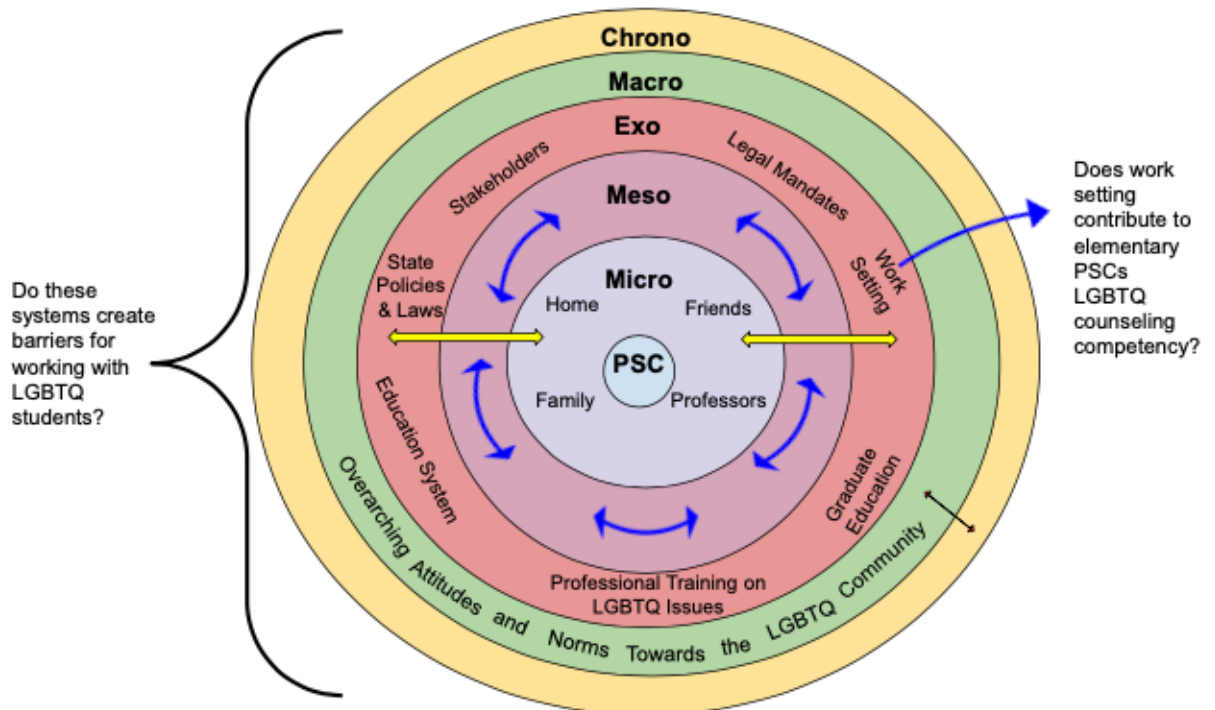 Chrono
Macro
Exo
Stakeholders
Legal Mandates
Meso
State
Policies
& Laws
Work
Setting
Micro
Home
Friends
PSC
Family
Professors
Education System
Graduate
Education
Professional Training on
LGBTQ Issues
Overarching Attitudes and Norms Towards the LGBTQ Community
Do these
systems create
barriers for
working with
LGBTQ
students?
Does work
setting
contribute to
elementary
PSCs
LGBTQ
counseling
competency?